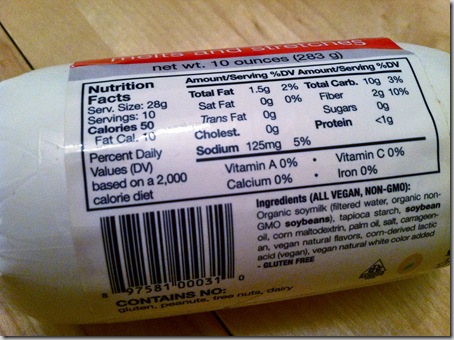 melts and stretches
net wt. 10 ounces (283 g)
Nutrition
Facts
Serv. Size: 28g
Servings: 10
Calories 50
Fat Cal. 10
Percent Daily
Values (DV)
based on a 2,000
calorie diet
Amount/Serving %DV Amount/Serving %DV
Total Fat 1.5g 2% Total Carb. 10g 3%
Sat Fat 0g 0% Fiber 2g 10%
Trans Fat 0g Sugars 0g
Cholest. 0g Protein <1g
Sodium 125mg 5%
Vitamin A 0% • Vitamin C 0%
Calcium 0% • Iron 0%
Ingredients (ALL VEGAN, NON-GMO):
Organic soymilk (filtered water, organic non-
GMO soybeans), tapioca starch, soybean
oil, corn maltodextrin, palm oil, salt, carrageen-
an, vegan natural flavors, corn-derived lactic
acid (vegan), vegan natural white color added
- GLUTEN FREE
8 97581 00031 0
CONTAINS NO:
gluten, peanuts, tree nuts, dairy